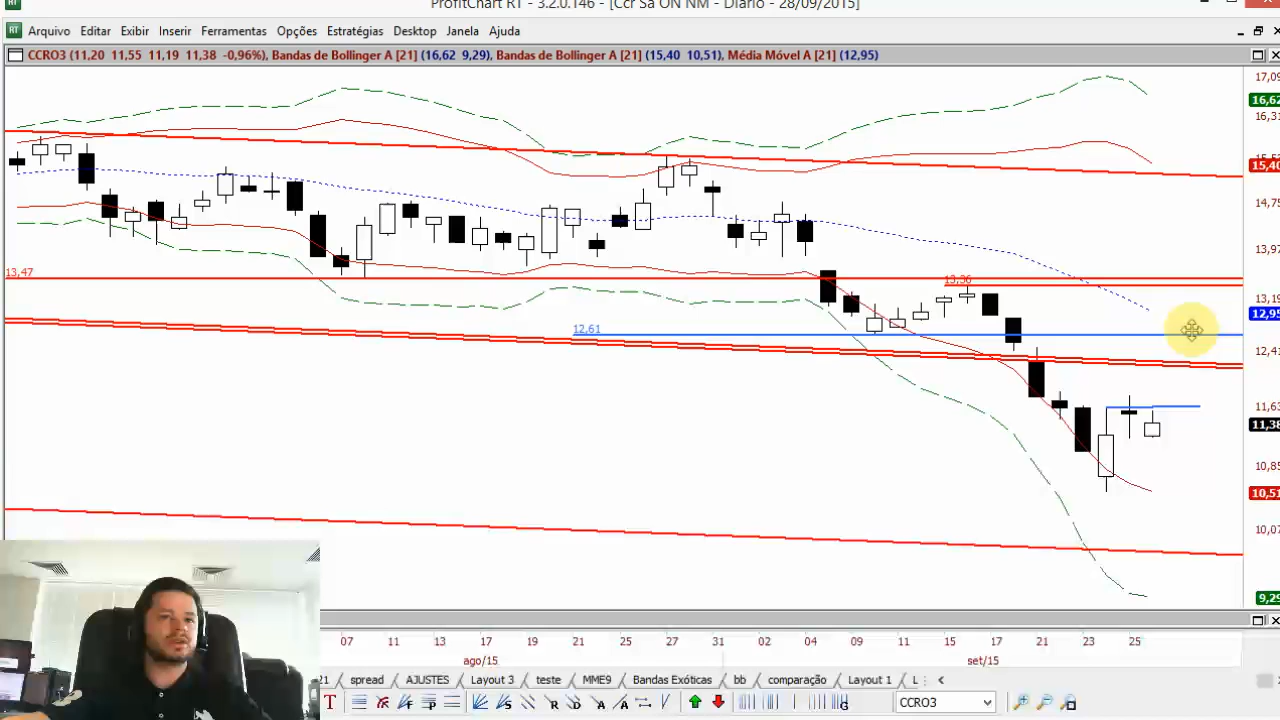 ProfitChart RT - 3.2.0.146 - [Ccr Sa ON NM - Diário - 28/09/2015]
RT Arquivo Editar Exibir Inserir Ferramentas Opções Estratégias Desktop Janela Ajuda
CCRO3 (11,20 11,55 11,19 11,38 -0,96%), Bandas de Bollinger A [21] (16,62 9,29), Bandas de Bollinger A [21] (15,40 10,51), Média Móvel A [21] (12,95)
17,09
16,62
16,31
15,40
14,75
13,97
13,47
13,36
13,19
12,95
12,61
12,41
11,63
11,38
10,85
10,51
10,07
9,29
07 11 13 17 19 21 25 27 31 02 04 09 11 15 17 21 23 25
ago/15 set/15
21 spread AJUSTES Layout 3 teste MME9 Bandas Exóticas bb comparação Layout 1 L
T CCRO3